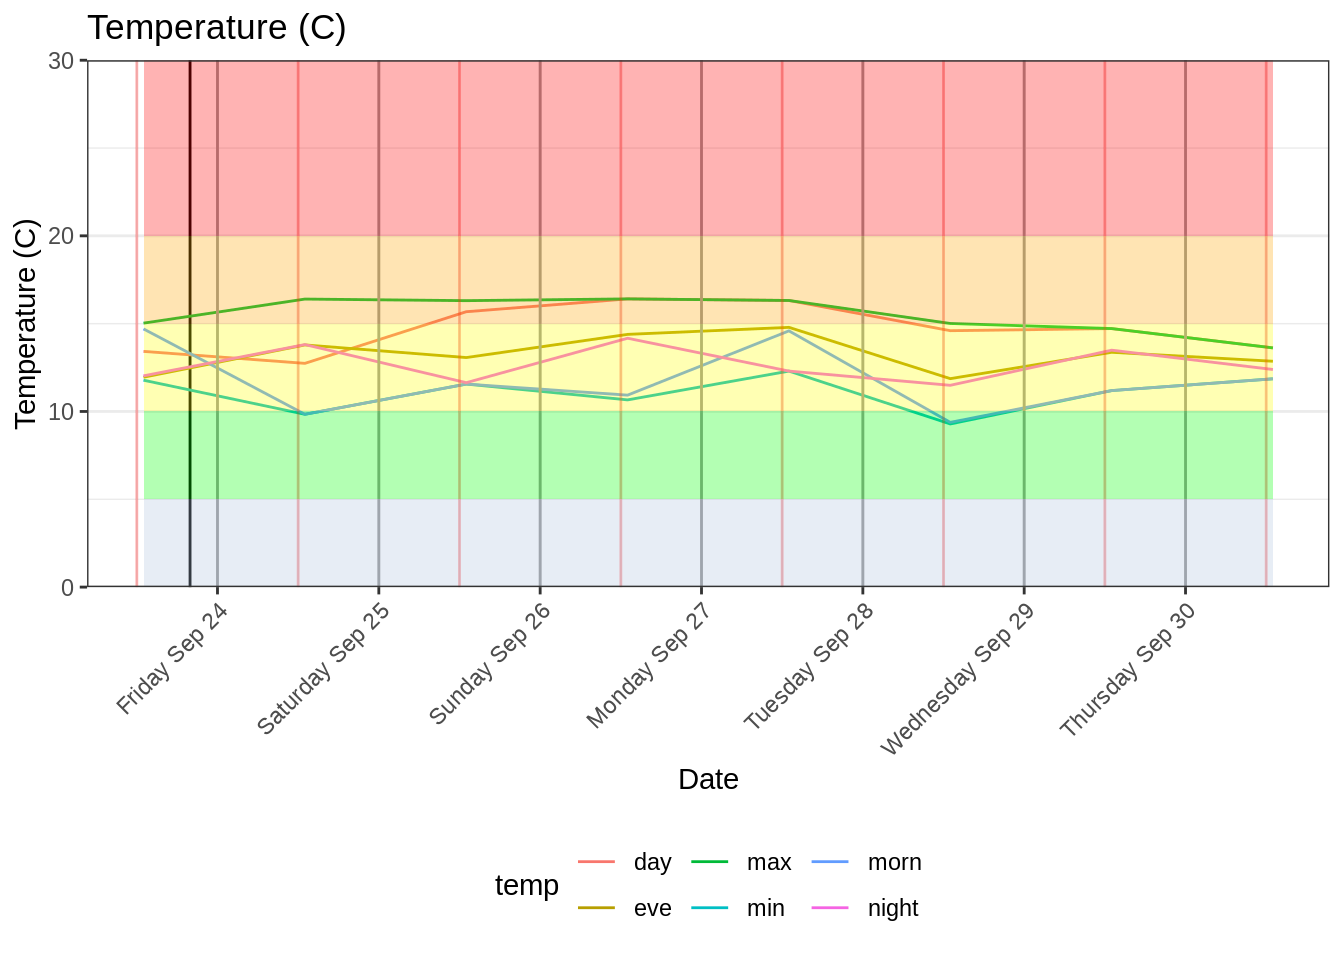 Temperature (C)
Temperature (C)
30
20
10
0
Friday Sep 24
Saturday Sep 25
Sunday Sep 26
Monday Sep 27
Tuesday Sep 28
Wednesday Sep 29
Thursday Sep 30
Date
temp
day max morn
eve min night